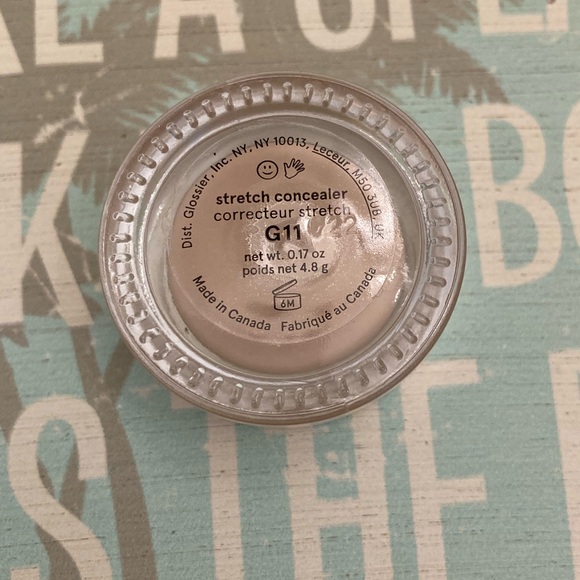 Dist. Glossier, Inc. NY, NY 10013, Leceur, M50 3UB, UK
stretch concealer
correcteur stretch
G11
net wt. 0.17 oz
poids net 4.8 g
6M
Made in Canada Fabriqué au Canada
THE